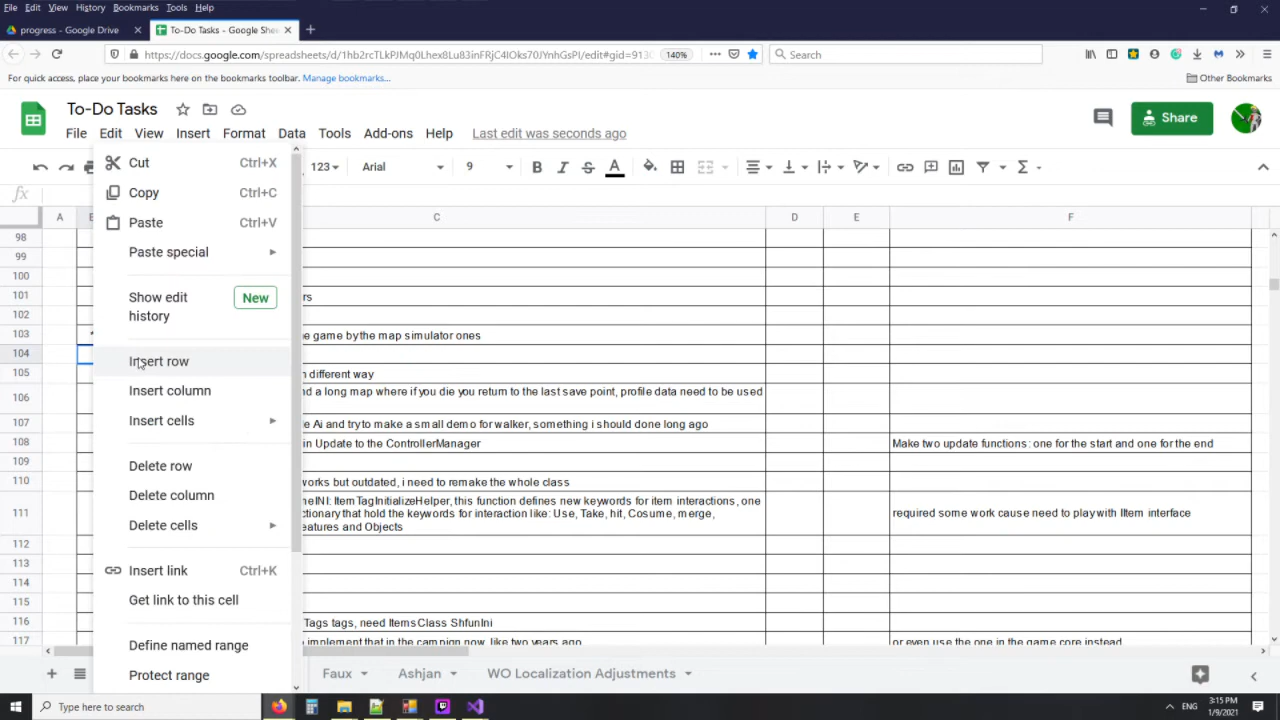 File Edit View History Bookmarks Tools Help
progress - Google Drive
To-Do Tasks - Google She
https://docs.google.com/spreadsheets/d/1hb2rcTLkPJMq0Lhex8Lu83inFRjC4IOks70JYnhGsPI/edit#gid=913
140%
Search
For quick access, place your bookmarks here on the bookmarks toolbar. Manage bookmarks...
Other Bookmarks
To-Do Tasks
File Edit View Insert Format Data Tools Add-ons Help Last edit was seconds ago
Share
123 Arial 9
Cut Ctrl+X
Copy Ctrl+C
Paste Ctrl+V
Paste special
Show edit history New
Insert row
Insert column
Insert cells
Delete row
Delete column
Delete cells
Insert link Ctrl+K
Get link to this cell
Define named range
Protect range
A C D E F
98
99
100
101 rs
102
103 e game by the map simulator ones
104
105 different way
106 nd a long map where if you die you return to the last save point, profile data need to be used
107 e Ai and try to make a small demo for walker, something i should done long ago
108 in Update to the ControllerManager Make two update functions: one for the start and one for the end
109
110 works but outdated, i need to remake the whole class
111 neINI: ItemTagInitializeHelper, this function defines new keywords for item interactions, one
ctionary that hold the keywords for interaction like: Use, Take, hit, Cosume, merge,
eatures and Objects
required some work cause need to play with IItem interface
112
113
114
115
116 Tags tags, need ItemsClass ShfunIni
117 implement that in the campign now, like two years ago or even use the one in the game core instead
Faux Ashjan WO Localization Adjustments
Type here to search
ENG
3:15 PM
1/9/2021